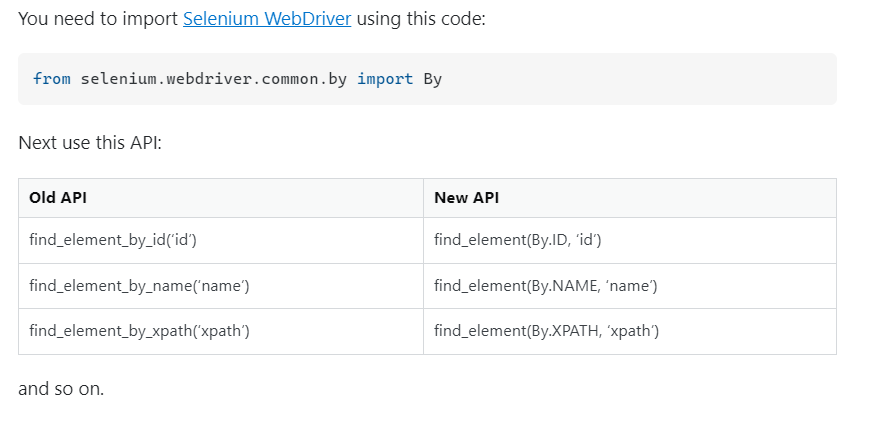 You need to import Selenium WebDriver using this code:
from selenium.webdriver.common.by import By
Next use this API:
Old API New API
find_element_by_id(‘id’) find_element(By.ID, ‘id’)
find_element_by_name(‘name’) find_element(By.NAME, ‘name’)
find_element_by_xpath(‘xpath’) find_element(By.XPATH, ‘xpath’)
and so on.